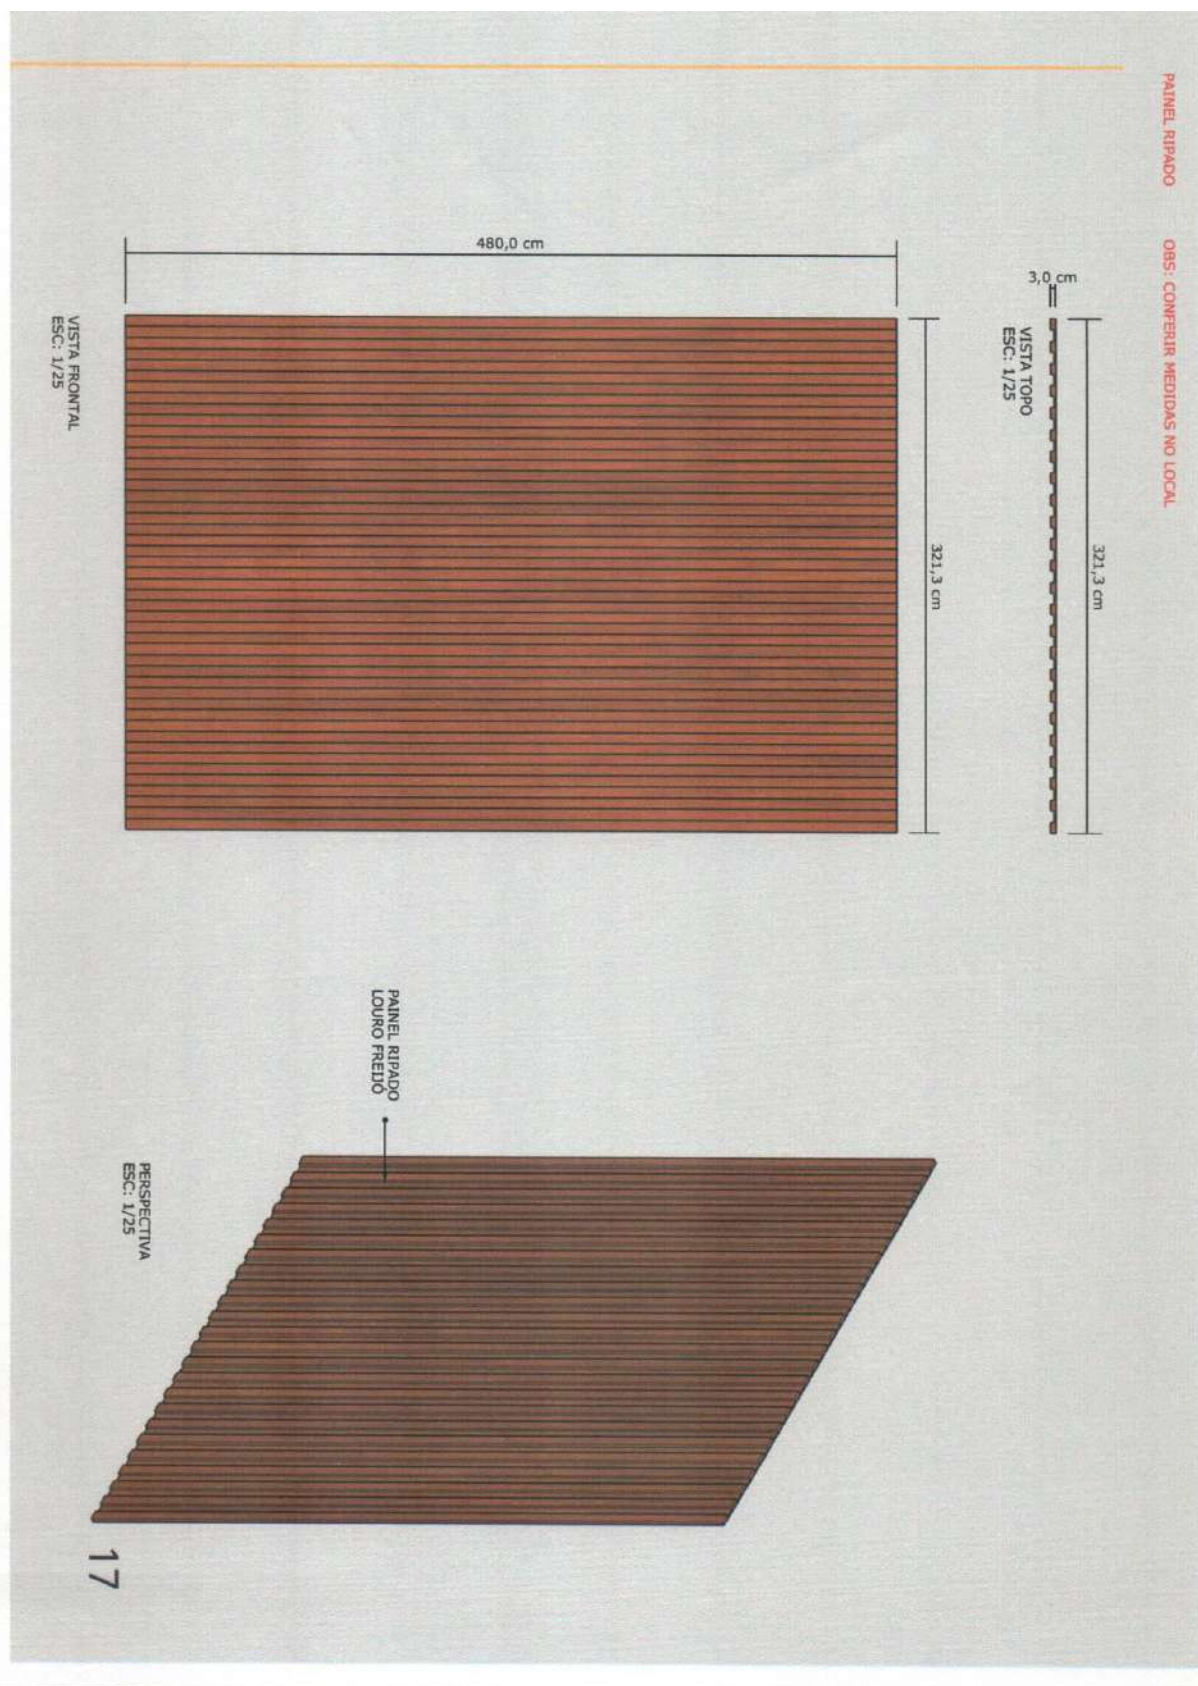 PAINEL RIPADO OBS: CONFERIR MEDIDAS NO LOCAL
321,3 cm
3,0 cm
VISTA TOPO
ESC: 1/25
321,3 cm
480,0 cm
VISTA FRONTAL
ESC: 1/25
PAINEL RIPADO
LOURO FREIJÓ
PERSPECTIVA
ESC: 1/25
17